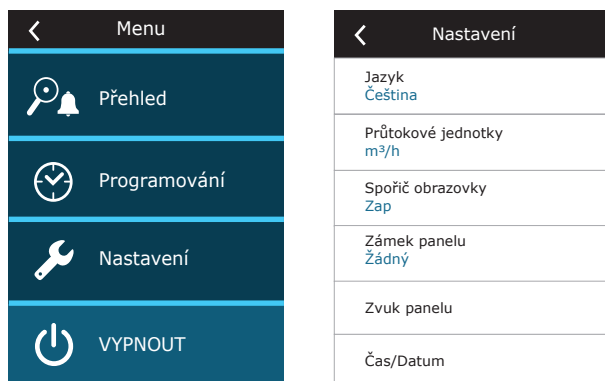 Menu
Přehled
Programování
Nastavení
VYPNOUT
Nastavení
Jazyk
Čeština
Průtokové jednotky
m³/h
Spořič obrazovky
Zap
Zámek panelu
Žádný
Zvuk panelu
Čas/Datum